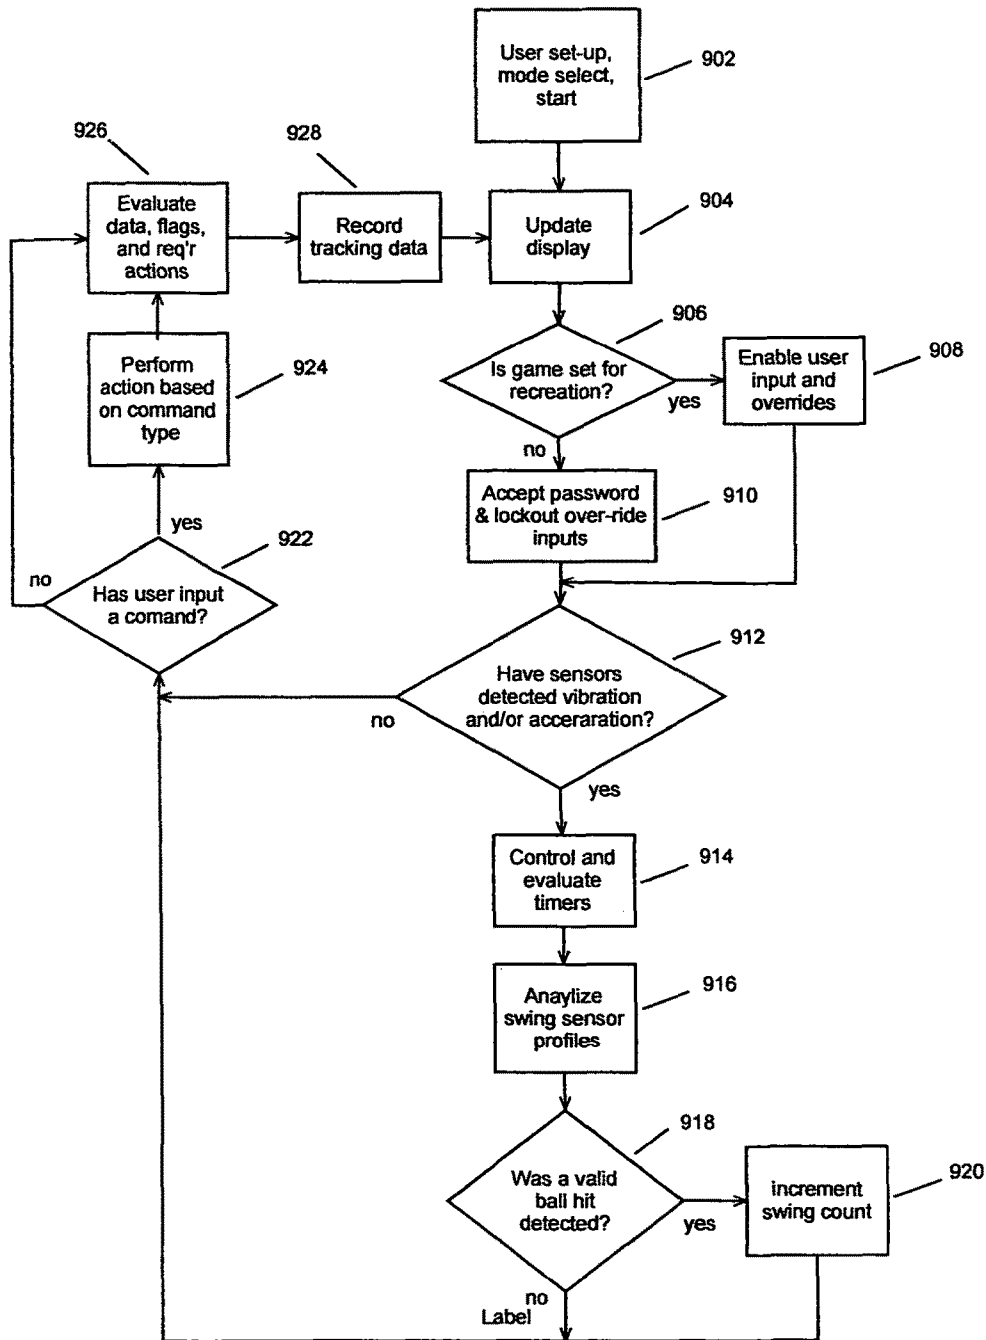 User set-up,
mode select,
start
902
926
928
Evaluate
data, flags,
and req'r
actions
Record
tracking data
Update
display
904
906
Is game set for
recreation?
yes
no
Enable user
input and
overrides
908
Perform
action based
on command
type
924
Accept password
& lockout over-ride
inputs
910
yes
922
no
Has user input
a comand?
912
Have sensors
detected vibration
and/or acceraration?
no
yes
Control and
evaluate
timers
914
Anaylize
swing sensor
profiles
916
918
Was a valid
ball hit
detected?
yes
increment
swing count
920
no
Label